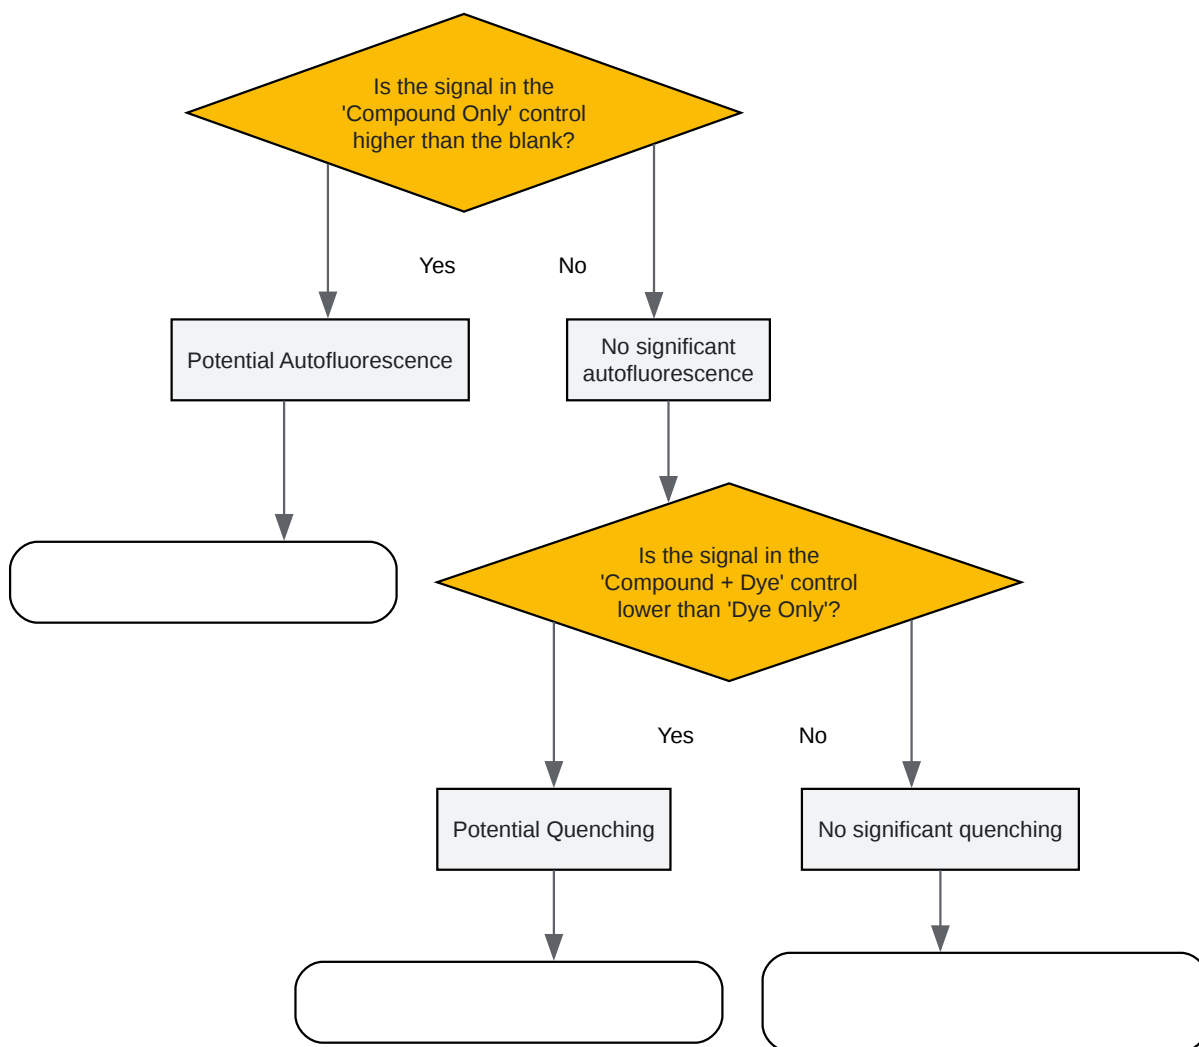 Is the signal in the
'Compound Only' control
higher than the blank?
Yes
No
Potential Autofluorescence
No significant
autofluorescence
Is the signal in the
'Compound + Dye' control
lower than 'Dye Only'?
Yes
No
Potential Quenching
No significant quenching